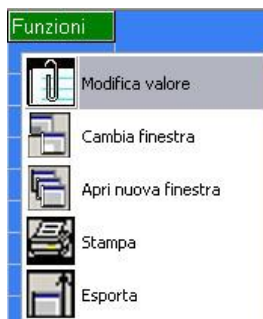 Funzioni
Modifica valore
Cambia finestra
Apri nuova finestra
Stampa
Esporta